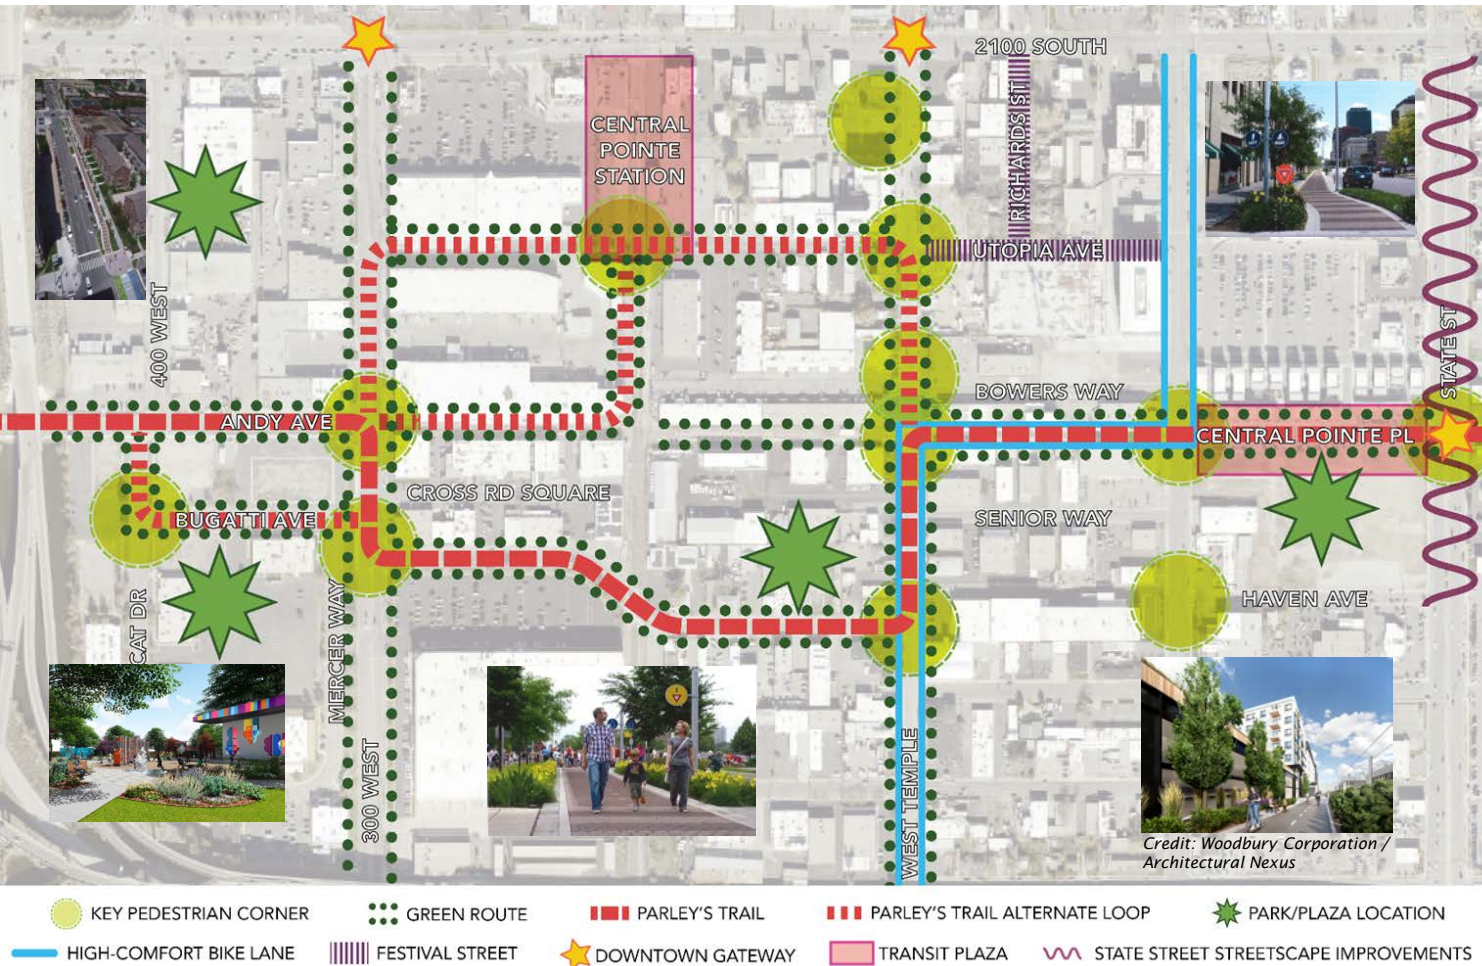 2100 SOUTH
RICHARDS ST
CENTRAL
POINTE
STATION
UTOPIA AVE
400 WEST
STATE ST
BOWERS WAY
ANDY AVE
CENTRAL POINTE PL
CROSS RD SQUARE
BUGATTI AVE
SENIOR WAY
CAT DR
MERCER WAY
HAVEN AVE
300 WEST
WEST TEMPLE
Credit: Woodbury Corporation /
Architectural Nexus
KEY PEDESTRIAN CORNER
GREEN ROUTE
PARLEY'S TRAIL
PARLEY'S TRAIL ALTERNATE LOOP
PARK/PLAZA LOCATION
HIGH-COMFORT BIKE LANE
FESTIVAL STREET
DOWNTOWN GATEWAY
TRANSIT PLAZA
STATE STREET STREETSCAPE IMPROVEMENTS